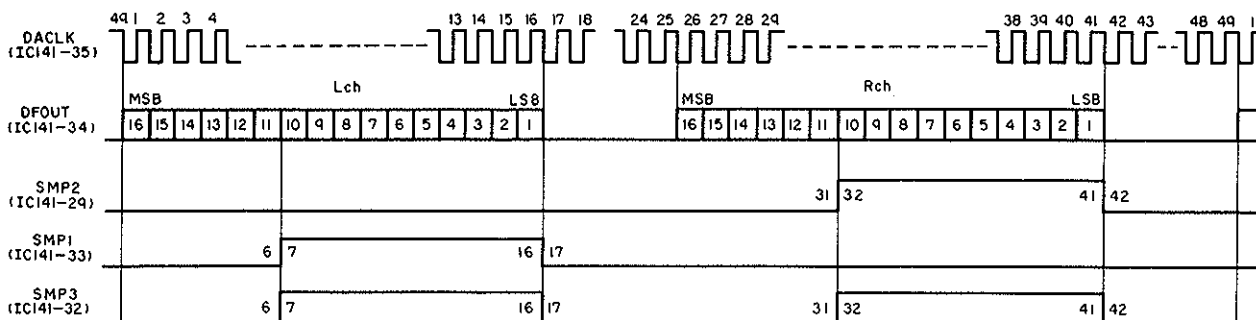 49 1 2 3 4 13 14 15 16 17 18 24 25 26 27 28 29 38 39 40 41 42 43 48 49 1
DACLK
(IC141-35)
Lch Rch
MSB LSB MSB LSB
DFOUT
(IC141-34)
16 15 14 13 12 11 10 9 8 7 6 5 4 3 2 1 16 15 14 13 12 11 10 9 8 7 6 5 4 3 2 1
SMP2
(IC141-29)
31 32 41 42
SMP1
(IC141-33)
6 7 16 17
SMP3
(IC141-32)
6 7 16 17 31 32 41 42